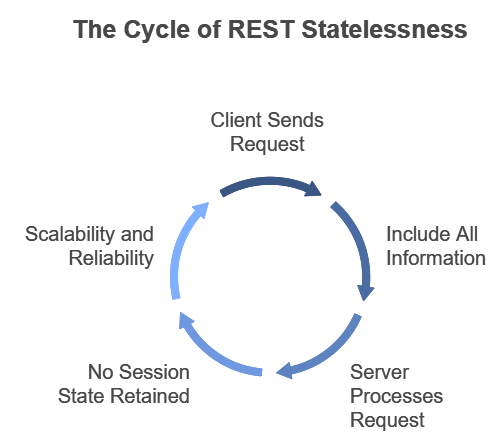 The Cycle of REST Statelessness
Client Sends
Request
Include All
Information
Server
Processes
Request
No Session
State Retained
Scalability and
Reliability